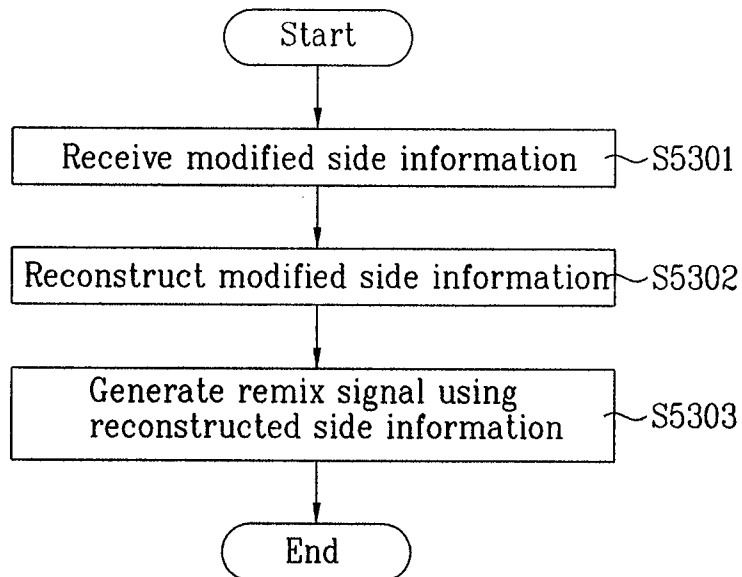 Start
Receive modified side information S5301
Reconstruct modified side information S5302
Generate remix signal using
reconstructed side information S5303
End